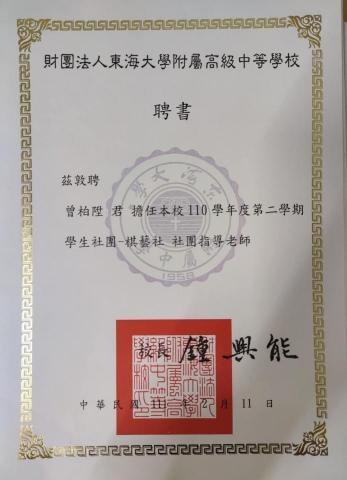 財團法人東海大學附屬高級中等學校
聘書
茲敦聘
曾柏陞 君 擔任本校110學年度第二學期
學生社團-棋藝社 社團指導老師
1958
校長 鍾興能
中華民國 111 年 2 月 11 日